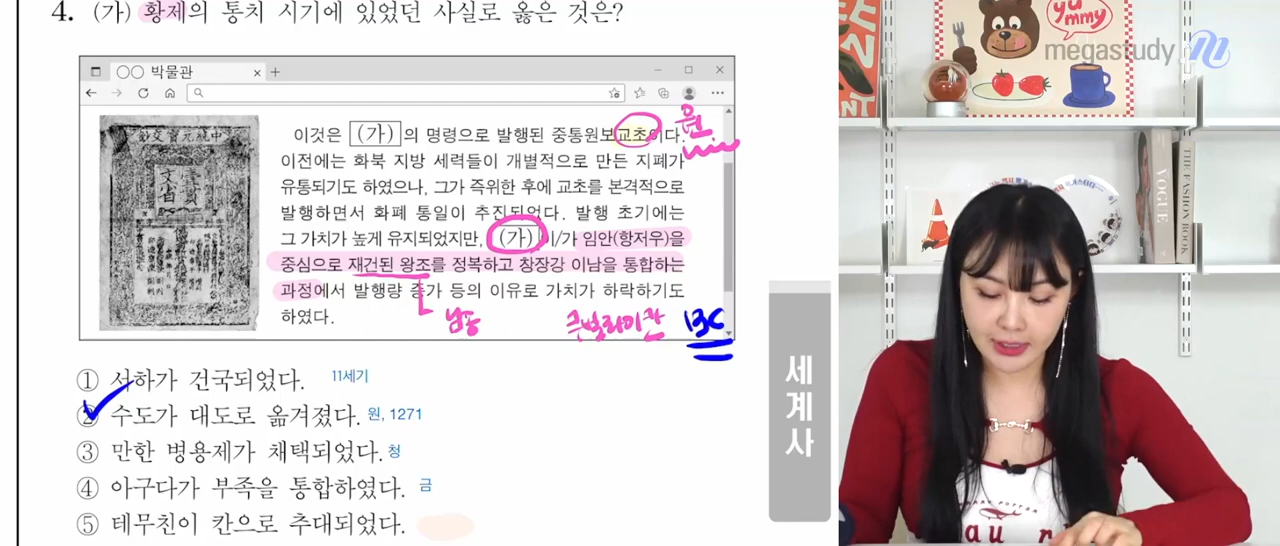 4. (가) 황제의 통치 시기에 있었던 사실로 옳은 것은?
○○ 박물관
이것은 (가) 의 명령으로 발행된 중통원보교초이다.
이전에는 화북 지방 세력들이 개별적으로 만든 지폐가
유통되기도 하였으나, 그가 즉위한 후에 교초를 본격적으로
발행하면서 화폐 통일이 추진되었다. 발행 초기에는
그 가치가 높게 유지되었지만, (가) 이/가 임안(항저우)을
중심으로 재건된 왕조를 정복하고 창장강 이남을 통합하는
과정에서 발행량 증가 등의 이유로 가치가 하락하기도
하였다.
원
남송
쿠빌라이 칸
13C
① 서하가 건국되었다. 11세기
② 수도가 대도로 옮겨졌다. 원, 1271
③ 만한 병용제가 채택되었다. 청
④ 아구다가 부족을 통합하였다. 금
⑤ 테무친이 칸으로 추대되었다.
세계사
megastudy
yummy
VOGUE
THE FASHION BOOK